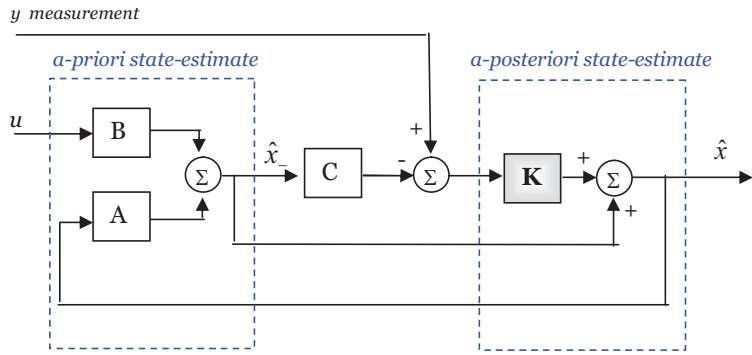 y measurement
a-priori state-estimate
a-posteriori state-estimate
u
B
+
x̂_
C
-
Σ
Σ
K
+
Σ
x̂
A
+